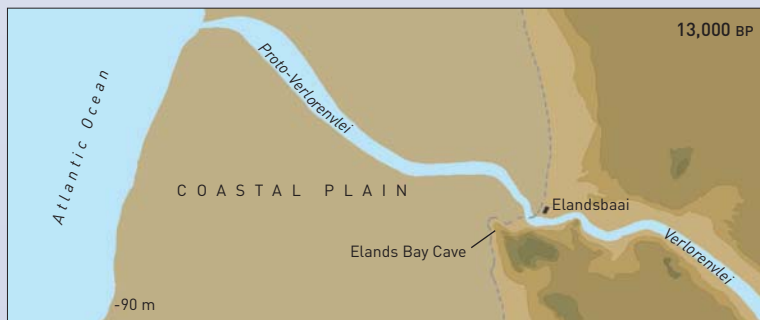 13,000 BP
Atlantic Ocean
Proto-Verlorenvlei
COASTAL PLAIN
Elandsbaai
Elands Bay Cave
Verlorenvlei
-90 m